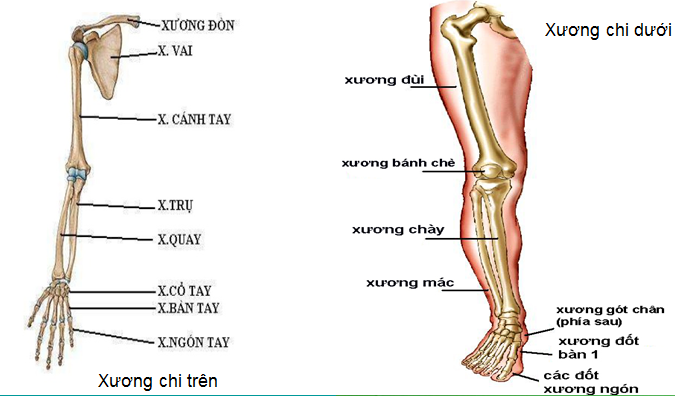 XƯƠNG ĐÒN
X. VAI
X. CÁNH TAY
X.TRỤ
X.QUAY
X.CỎ TAY
X.BÀN TAY
X.NGÓN TAY
Xương chi trên
Xương chi dưới
xương đùi
xương bánh chè
xương chày
xương mác
xương gót chân
(phía sau)
xương đốt
bàn 1
các đốt
xương ngón